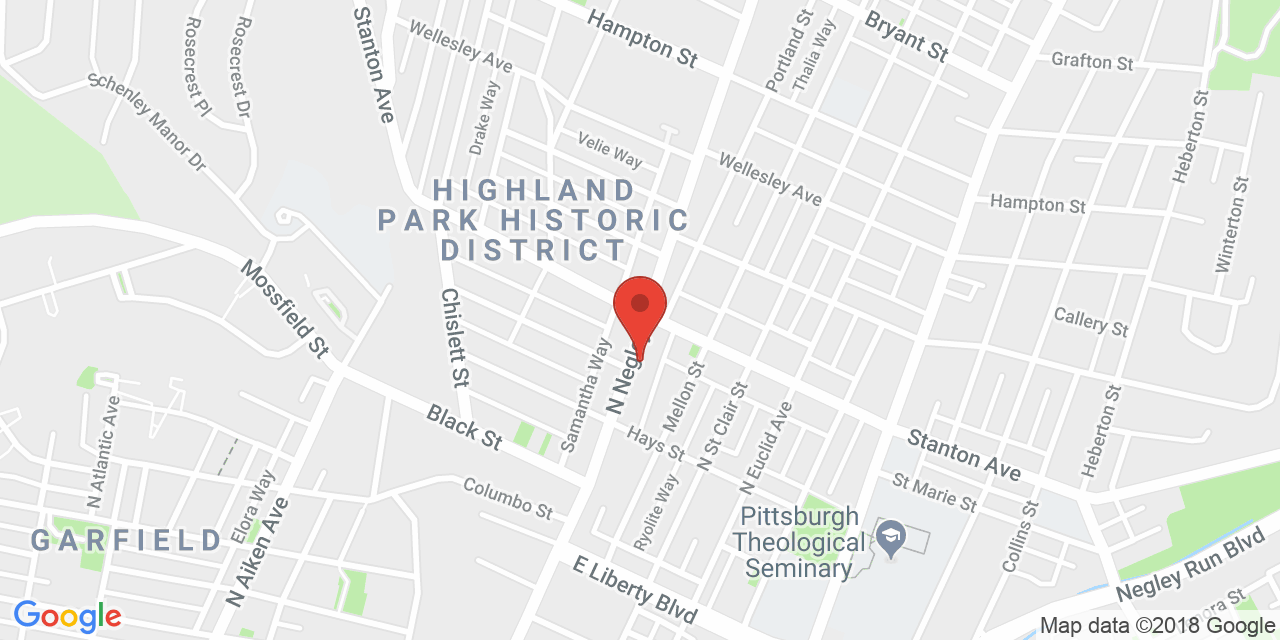 Hampton St
Bryant St
Stanton Ave
Wellesley Ave
Rosecrest Pl
Rosecrest Dr
Portland St
Thalia Way
Grafton St
Schenley Manor Dr
Drake Way
Velie Way
Heberton St
Wellesley Ave
HIGHLAND
PARK HISTORIC
DISTRICT
Hampton St
Winterton St
Mossfield St
Chislett St
Callery St
N Negle
Samantha Way
Mellon St
N St Clair St
N Euclid Ave
Heberton St
N Atlantic Ave
Black St
Hays St
Stanton Ave
Elora Way
Columbo St
Ryolite Way
St Marie St
Collins St
GARFIELD
N Aiken Ave
Pittsburgh
Theological
Seminary
E Liberty Blvd
Negley Run Blvd
ora St
Google
Map data ©2018 Google